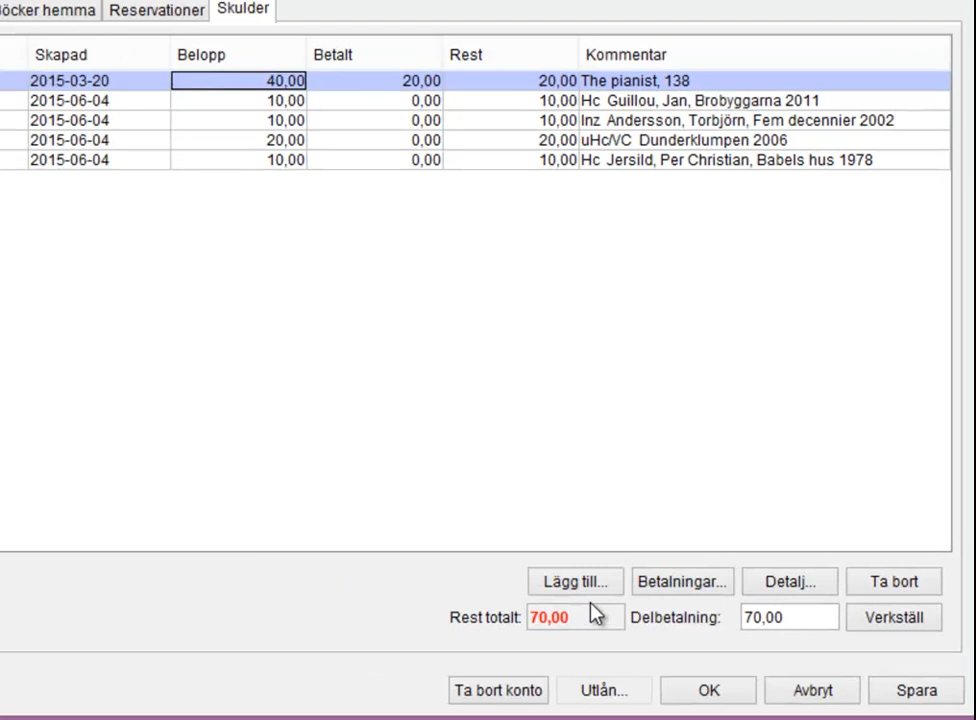 Böcker hemma Reservationer Skulder
Skapad Belopp Betalt Rest Kommentar
2015-03-20 40,00 20,00 20,00 The pianist, 138
2015-06-04 10,00 0,00 10,00 Hc Guillou, Jan, Brobyggarna 2011
2015-06-04 10,00 0,00 10,00 Inz Andersson, Torbjörn, Fem decennier 2002
2015-06-04 20,00 0,00 20,00 uHc/VC Dunderklumpen 2006
2015-06-04 10,00 0,00 10,00 Hc Jersild, Per Christian, Babels hus 1978
Lägg till... Betalningar... Detalj... Ta bort
Rest totalt: 70,00 Delbetalning: 70,00 Verkställ
Ta bort konto Utlån... OK Avbryt Spara